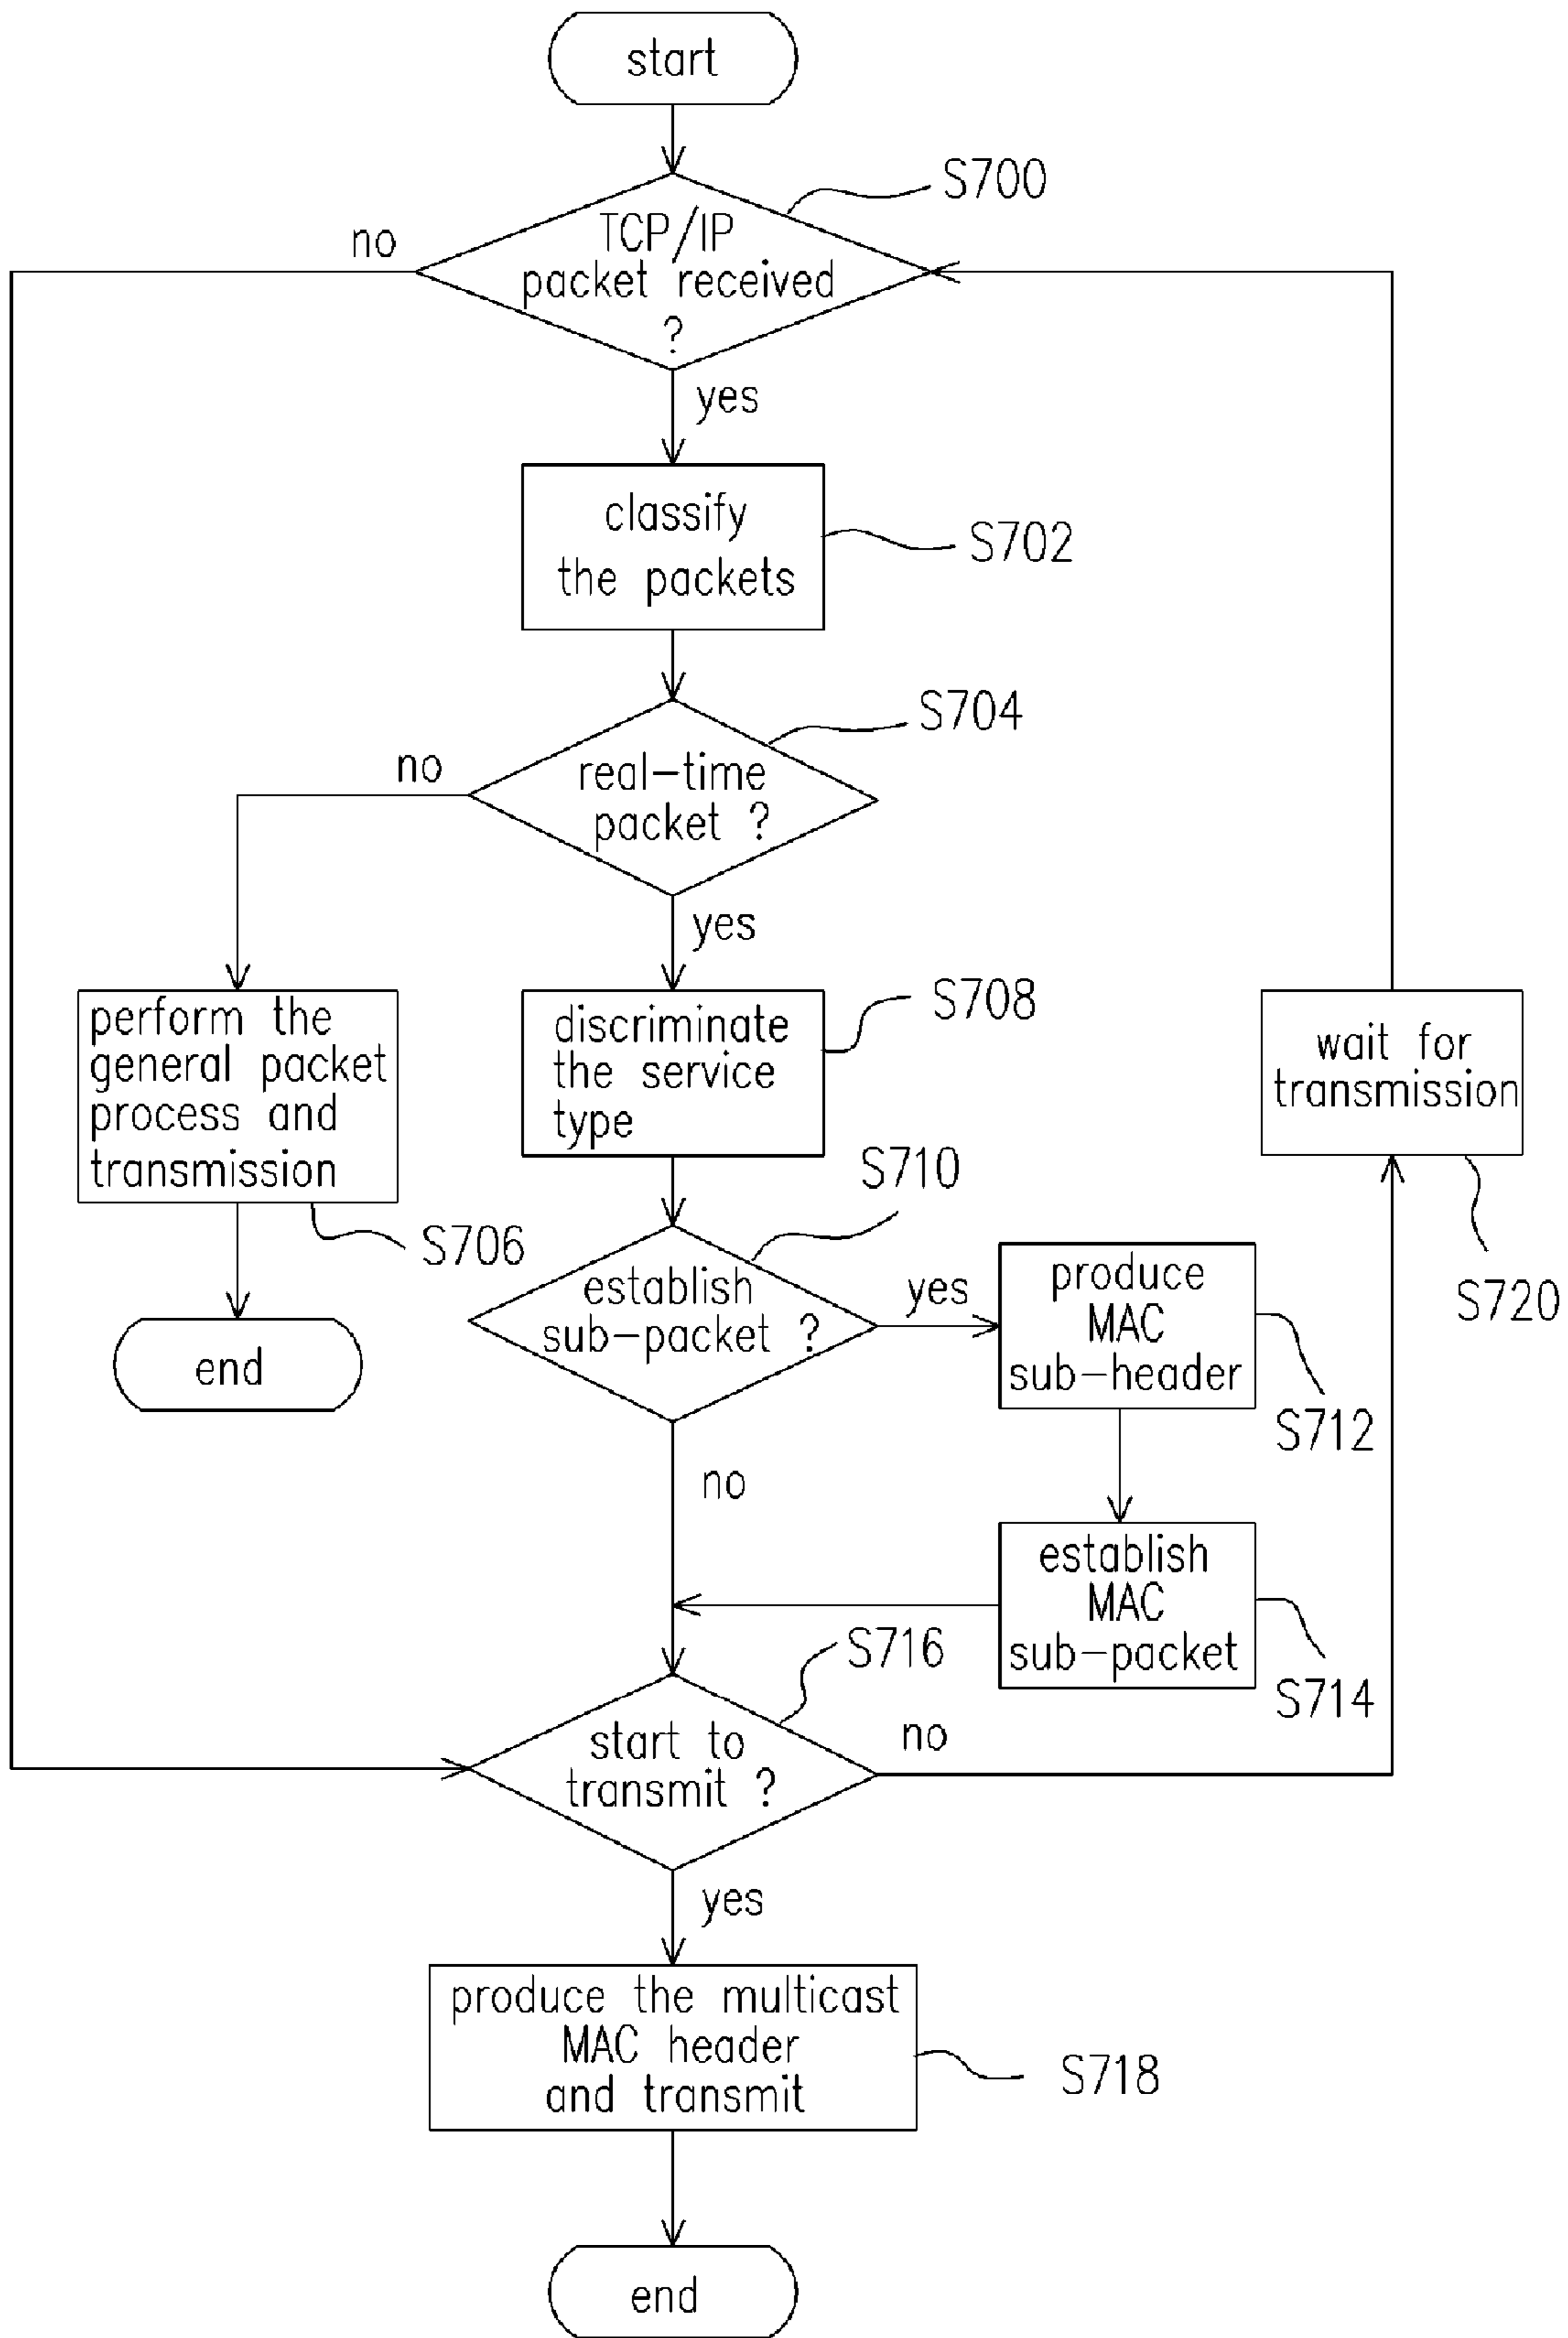 start
S700
no
TCP/IP
packet received
?
yes
classify
the packets
S702
S704
no
real-time
packet ?
yes
perform the
general packet
process and
transmission
S706
end
discriminate
the service
type
S708
wait for
transmission
S720
S710
establish
sub-packet ?
yes
produce
MAC
sub-header
S712
no
establish
MAC
sub-packet
S714
S716
start to
transmit ?
no
yes
produce the multicast
MAC header
and transmit
S718
end